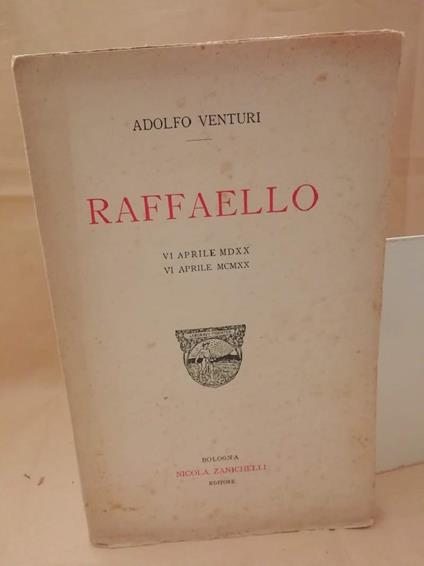 ADOLFO VENTURI
RAFFAELLO
VI APRILE MDXX
VI APRILE MCMXX
BOLOGNA
NICOLA ZANICHELLI
EDITORE